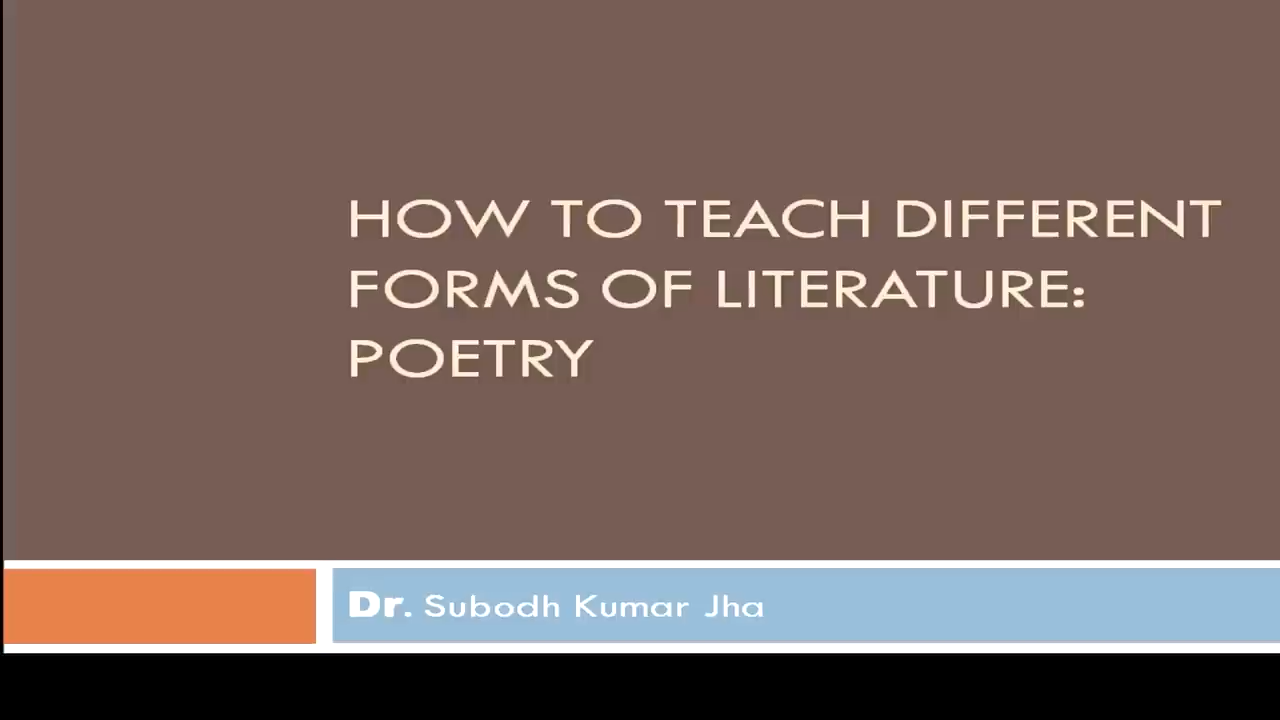 HOW TO TEACH DIFFERENT
FORMS OF LITERATURE:
POETRY
Dr. Subodh Kumar Jha